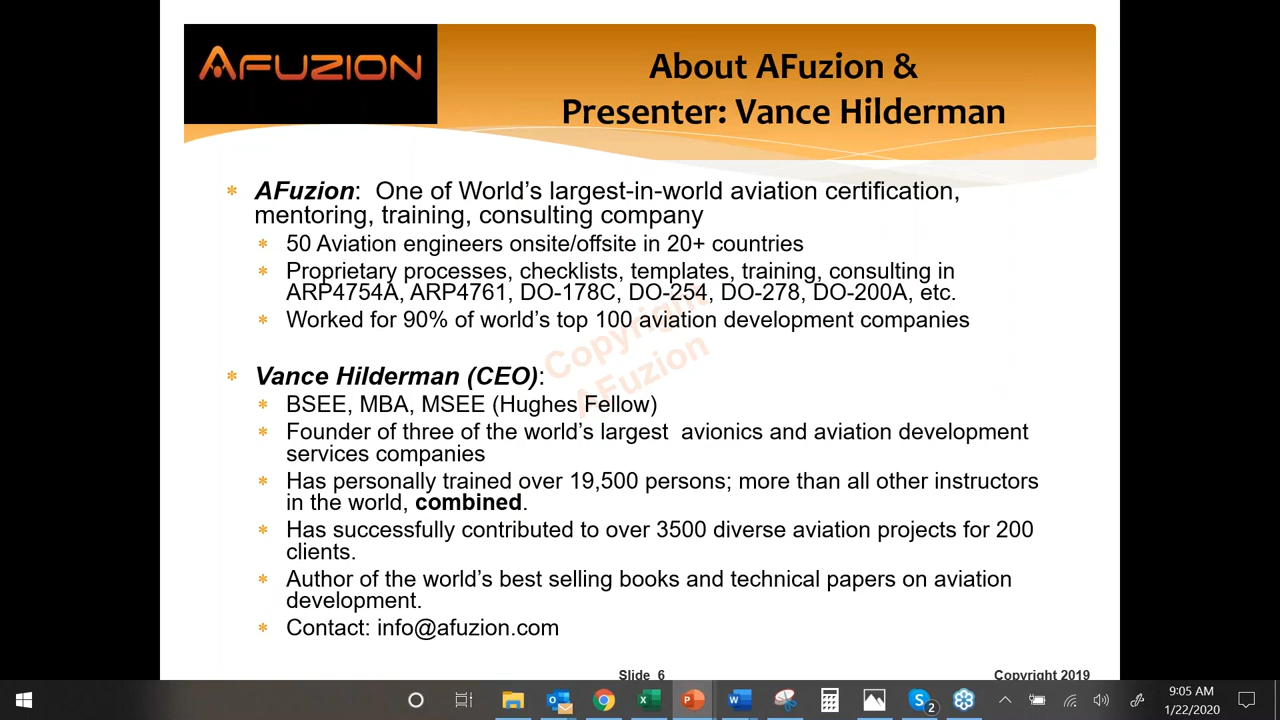 AFUZION
About AFuzion &
Presenter: Vance Hilderman
* AFuzion: One of World's largest-in-world aviation certification,
mentoring, training, consulting company
* 50 Aviation engineers onsite/offsite in 20+ countries
* Proprietary processes, checklists, templates, training, consulting in
ARP4754A, ARP4761, DO-178C, DO-254, DO-278, DO-200A, etc.
* Worked for 90% of world's top 100 aviation development companies
Copyright
AFuzion
* Vance Hilderman (CEO):
* BSEE, MBA, MSEE (Hughes Fellow)
* Founder of three of the world's largest avionics and aviation development
services companies
* Has personally trained over 19,500 persons; more than all other instructors
in the world, combined.
* Has successfully contributed to over 3500 diverse aviation projects for 200
clients.
* Author of the world's best selling books and technical papers on aviation
development.
* Contact: info@afuzion.com
Slide 6
Copyright 2019
2
9:05 AM
1/22/2020